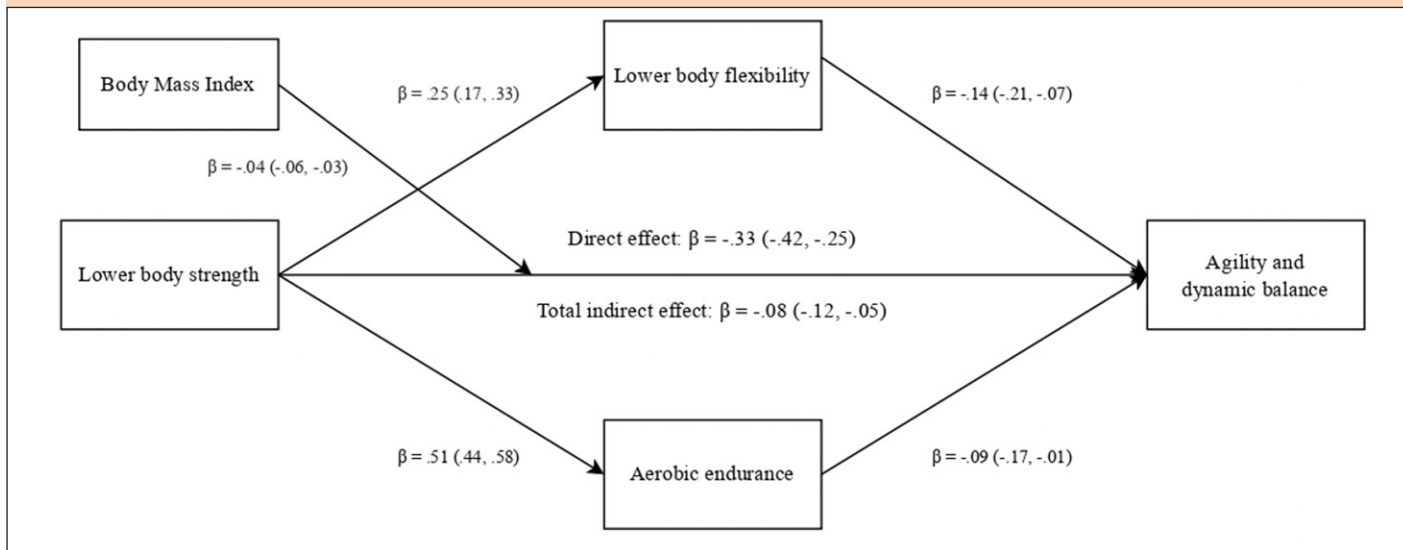 Body Mass Index
Lower body flexibility
β = .25 (.17, .33)
β = -.14 (-.21, -.07)
β = -.04 (-.06, -.03)
Direct effect: β = -.33 (-.42, -.25)
Lower body strength
Agility and
dynamic balance
Total indirect effect: β = -.08 (-.12, -.05)
β = .51 (.44, .58)
Aerobic endurance
β = -.09 (-.17, -.01)